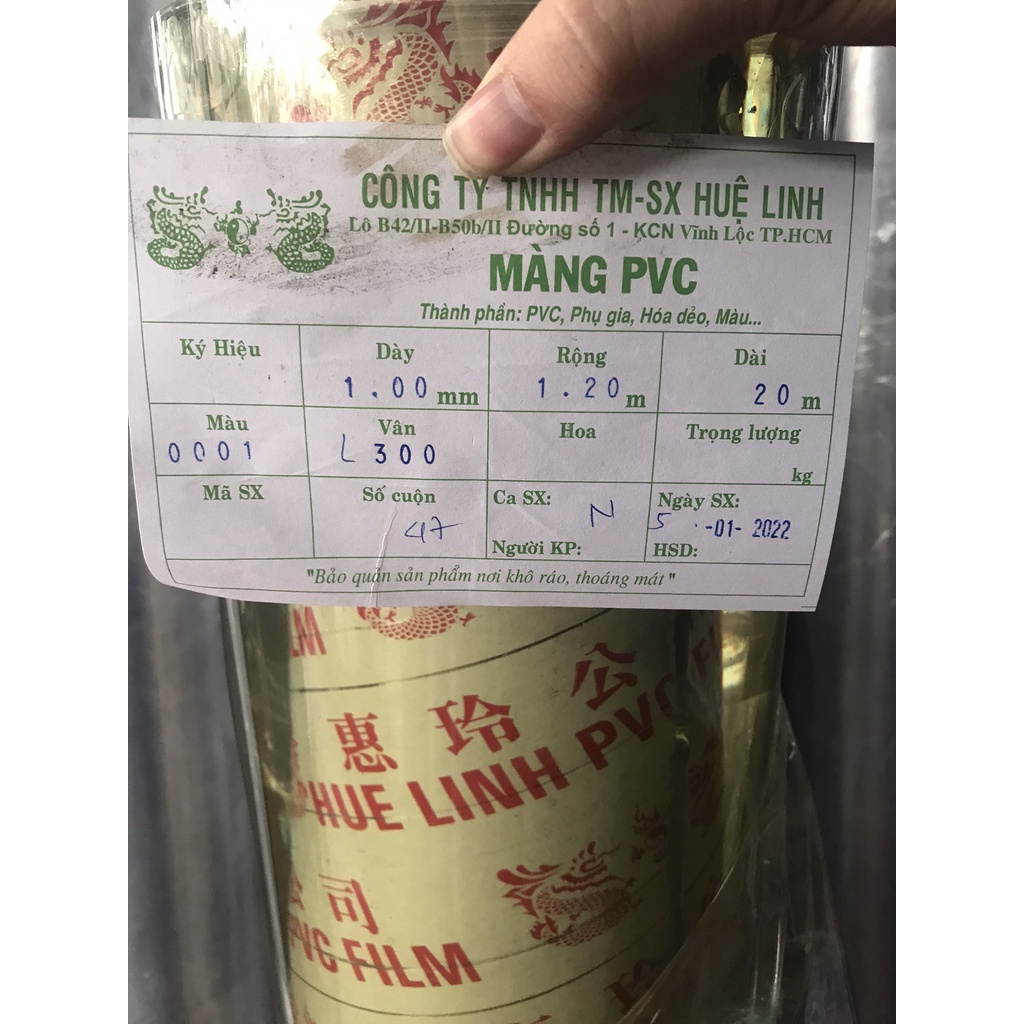 CÔNG TY TNHH TM-SX HUỆ LINH
Lô B42/II-B50b/II Đường số 1 - KCN Vĩnh Lộc TP.HCM
MÀNG PVC
Thành phần: PVC, Phụ gia, Hóa dẻo, Màu...
Ký Hiệu Dày Rộng Dài
1.00 mm 1.20 m 20 m
Màu Vân Hoa Trọng lượng
0001 L 300 kg
Mã SX Số cuộn Ca SX: Ngày SX:
47 N 5 -01- 2022
Người KP: HSD:
"Bảo quản sản phẩm nơi khô ráo, thoáng mát"
FILM
惠玲公
HUE LINH PVC FI
公司
PVC FILM